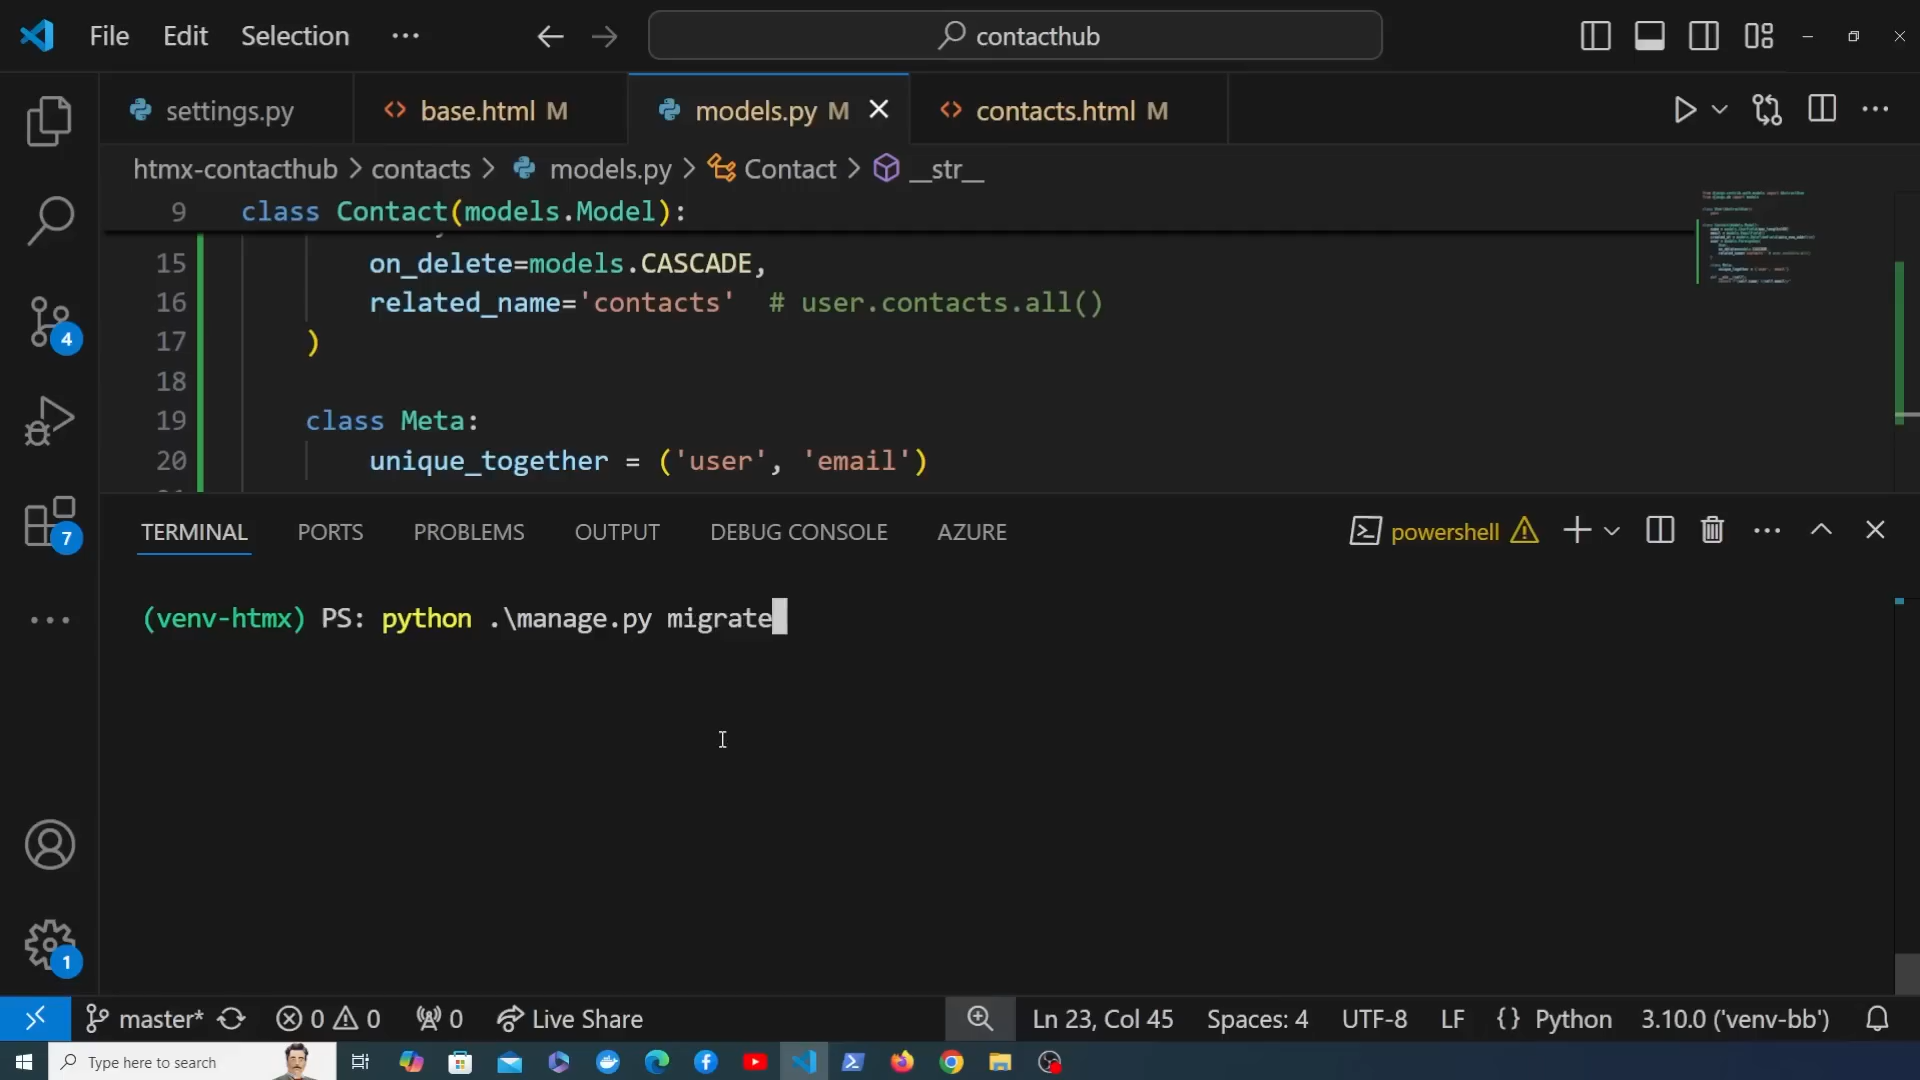 File Edit Selection ··· contacthub
settings.py base.html M models.py M contacts.html M
htmx-contacthub > contacts > models.py > Contact > __str__
9 class Contact(models.Model):
15 on_delete=models.CASCADE,
16 related_name='contacts' # user.contacts.all()
17 )
18
19 class Meta:
20 unique_together = ('user', 'email')
TERMINAL PORTS PROBLEMS OUTPUT DEBUG CONSOLE AZURE powershell
(venv-htmx) PS: python .\manage.py migrate
4
7
1
master* 0 0 0 Live Share Ln 23, Col 45 Spaces: 4 UTF-8 LF {} Python 3.10.0 ('venv-bb')
Type here to search